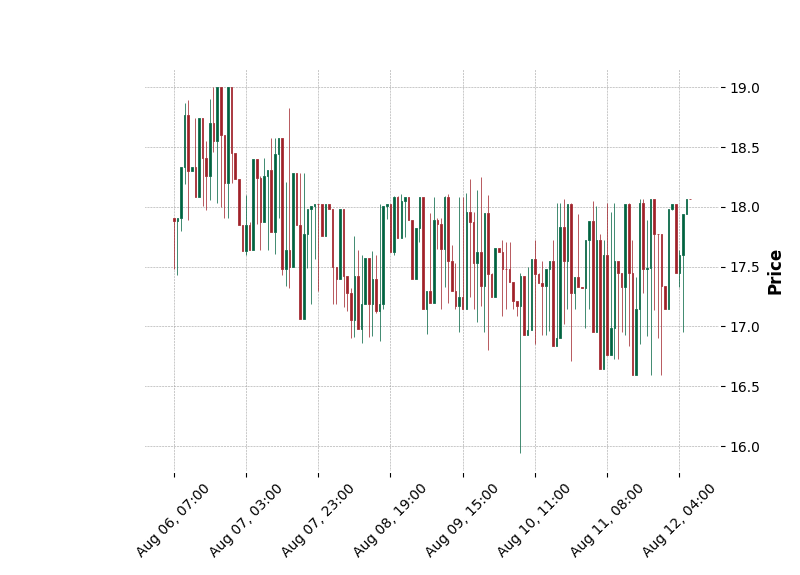 19.0
18.5
18.0
17.5
17.0
16.5
16.0
Price
Aug 06, 07:00
Aug 07, 03:00
Aug 07, 23:00
Aug 08, 19:00
Aug 09, 15:00
Aug 10, 11:00
Aug 11, 08:00
Aug 12, 04:00